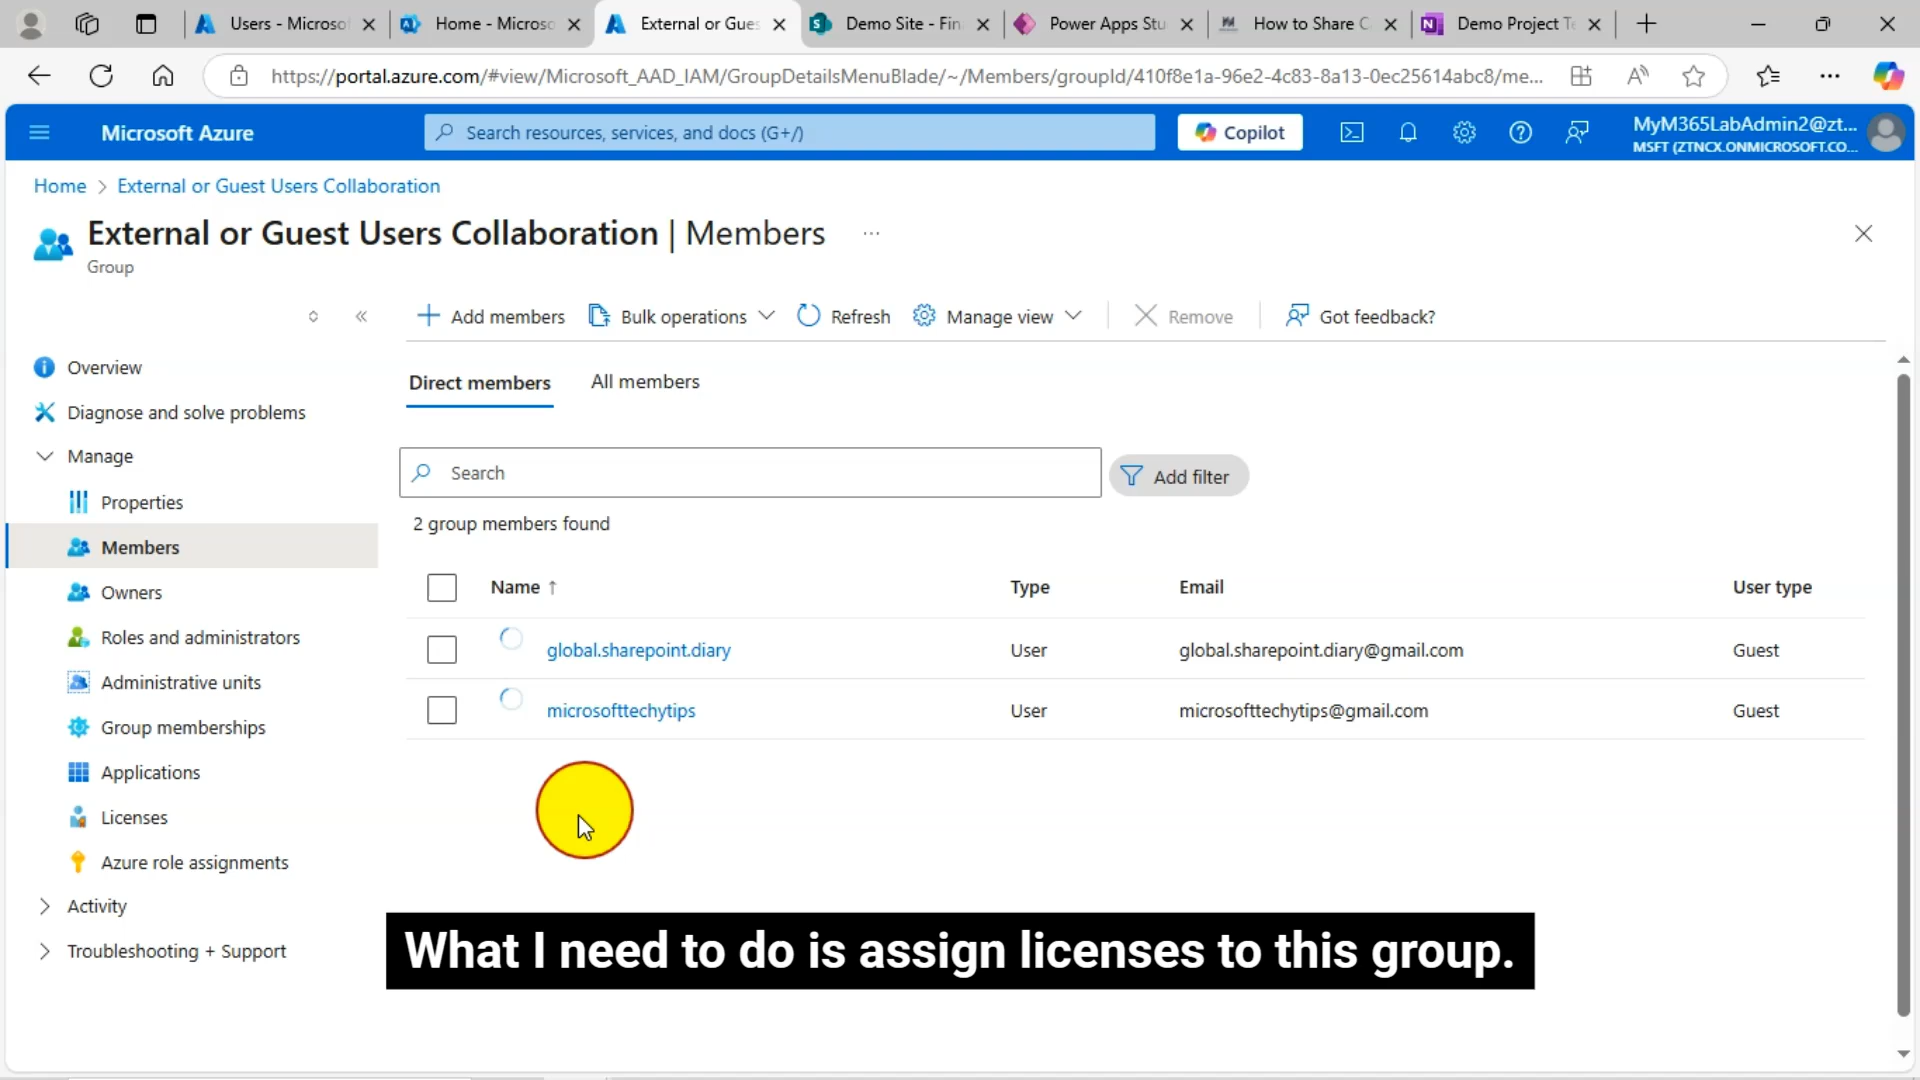 Users - Microsof
Home - Microso
External or Gues
Demo Site - Fin
Power Apps Stu
How to Share C
Demo Project Te
https://portal.azure.com/#view/Microsoft_AAD_IAM/GroupDetailsMenuBlade/~/Members/groupId/410f8e1a-96e2-4c83-8a13-0ec25614abc8/me...
Microsoft Azure
Search resources, services, and docs (G+/)
Copilot
MyM365LabAdmin2@zt...
MSFT (ZTNCX.ONMICROSOFT.CO...
Home > External or Guest Users Collaboration
External or Guest Users Collaboration | Members ...
Group
Add members
Bulk operations
Refresh
Manage view
Remove
Got feedback?
Overview
Diagnose and solve problems
Manage
Properties
Members
Owners
Roles and administrators
Administrative units
Group memberships
Applications
Licenses
Azure role assignments
Activity
Troubleshooting + Support
Direct members
All members
Search
Add filter
2 group members found
Name ↑ Type Email User type
global.sharepoint.diary User global.sharepoint.diary@gmail.com Guest
microsofttechytips User microsofttechytips@gmail.com Guest
What I need to do is assign licenses to this group.